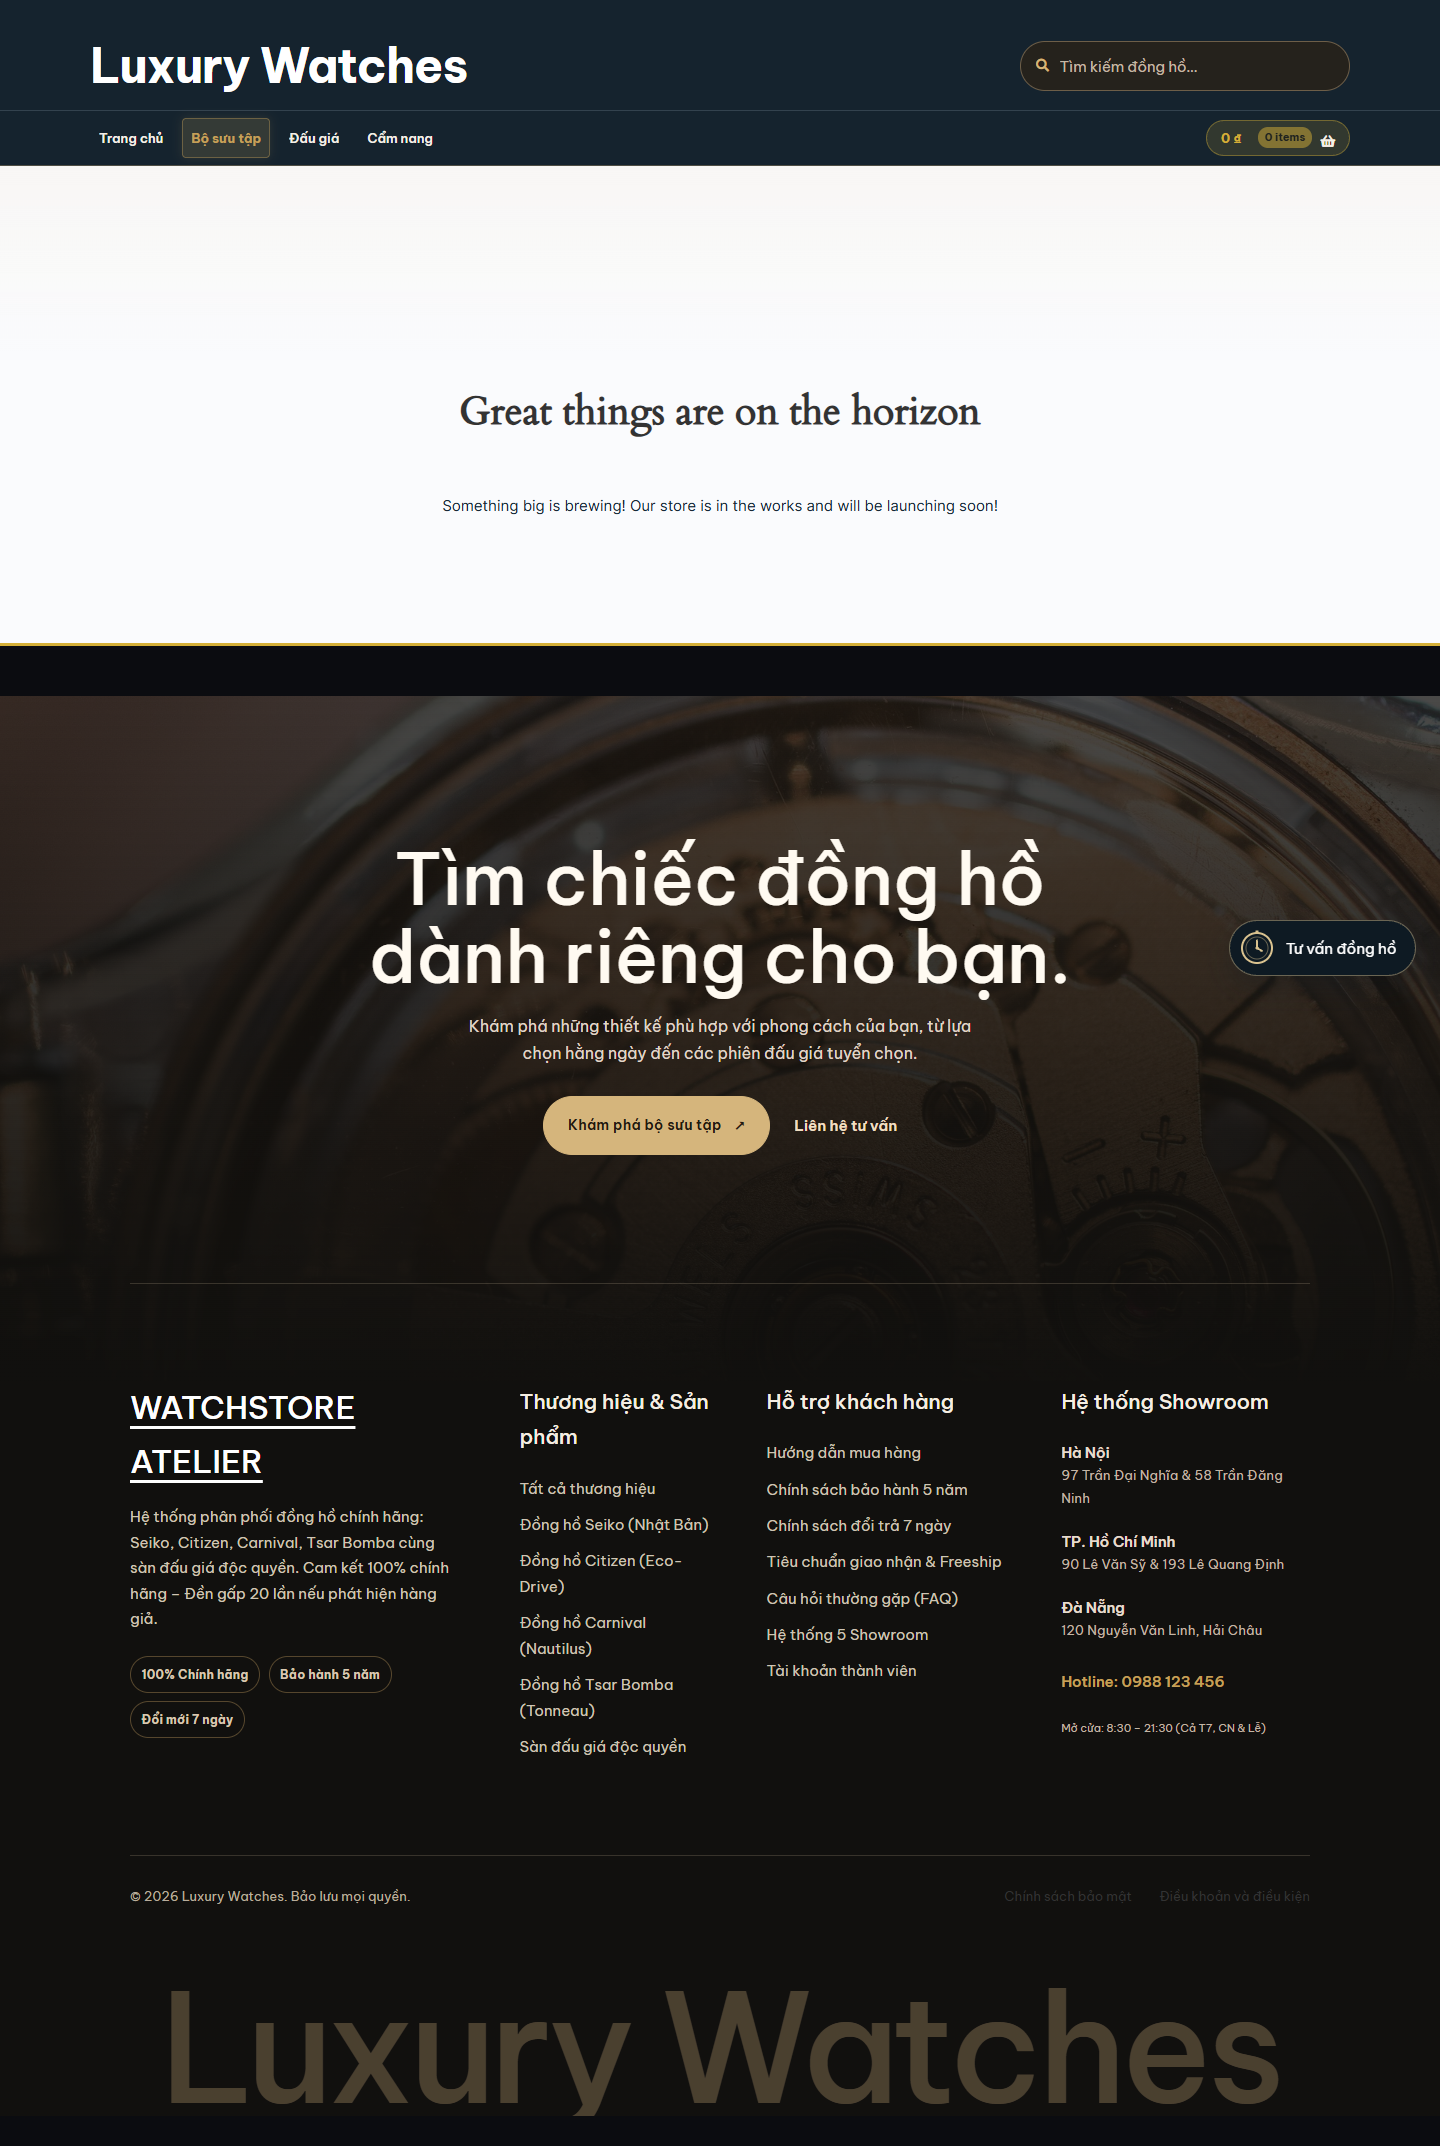 Luxury Watches
Tìm kiếm đồng hồ...
Trang chủ
Bộ sưu tập
Đấu giá
Cẩm nang
0 ₫
0 items
Great things are on the horizon
Something big is brewing! Our store is in the works and will be launching soon!
Tìm chiếc đồng hồ
dành riêng cho bạn.
Tư vấn đồng hồ
Khám phá những thiết kế phù hợp với phong cách của bạn, từ lựa
chọn hằng ngày đến các phiên đấu giá tuyển chọn.
Khám phá bộ sưu tập ↗
Liên hệ tư vấn
SWISS
WATCHSTORE
ATELIER
Hệ thống phân phối đồng hồ chính hãng:
Seiko, Citizen, Carnival, Tsar Bomba cùng
sàn đấu giá độc quyền. Cam kết 100% chính
hãng – Đền gấp 20 lần nếu phát hiện hàng
giả.
100% Chính hãng
Bảo hành 5 năm
Đổi mới 7 ngày
Thương hiệu & Sản
phẩm
Tất cả thương hiệu
Đồng hồ Seiko (Nhật Bản)
Đồng hồ Citizen (Eco-
Drive)
Đồng hồ Carnival
(Nautilus)
Đồng hồ Tsar Bomba
(Tonneau)
Sàn đấu giá độc quyền
Hỗ trợ khách hàng
Hướng dẫn mua hàng
Chính sách bảo hành 5 năm
Chính sách đổi trả 7 ngày
Tiêu chuẩn giao nhận & Freeship
Câu hỏi thường gặp (FAQ)
Hệ thống 5 Showroom
Tài khoản thành viên
Hệ thống Showroom
Hà Nội
97 Trần Đại Nghĩa & 58 Trần Đăng
Ninh
TP. Hồ Chí Minh
90 Lê Văn Sỹ & 193 Lê Quang Định
Đà Nẵng
120 Nguyễn Văn Linh, Hải Châu
Hotline: 0988 123 456
Mở cửa: 8:30 – 21:30 (Cả T7, CN & Lễ)
© 2026 Luxury Watches. Bảo lưu mọi quyền.
Chính sách bảo mật
Điều khoản và điều kiện
Luxury Watches